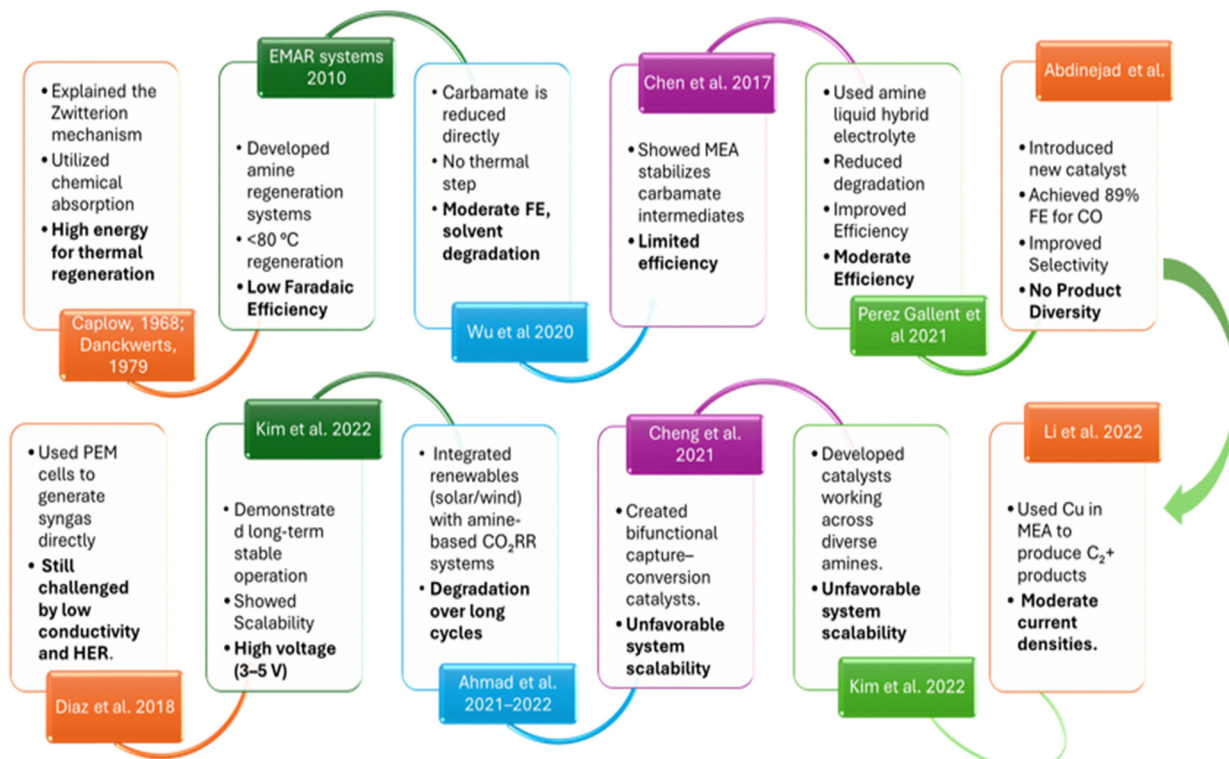 • Explained the
Zwitterion
mechanism
• Utilized
chemical
absorption
• High energy
for thermal
regeneration
Caplow, 1968;
Danckwerts,
1979
EMAR systems
2010
• Developed
amine
regeneration
systems
• <80 ºC
regeneration
• Low Faradaic
Efficiency
• Carbamate is
reduced
directly
• No thermal
step
• Moderate FE,
solvent
degradation
Wu et al 2020
Chen et al. 2017
• Showed MEA
stabilizes
carbamate
intermediates
• Limited
efficiency
• Used amine
liquid hybrid
electrolyte
• Reduced
degradation
• Improved
Efficiency
• Moderate
Efficiency
Perez Gallent et
al 2021
Abdinejad et al.
• Introduced
new catalyst
• Achieved 89%
FE for CO
• Improved
Selectivity
• No Product
Diversity
• Used PEM
cells to
generate
syngas
directly
• Still
challenged
by low
conductivity
and HER.
Diaz et al. 2018
Kim et al. 2022
• Demonstrate
d long-term
stable
operation
• Showed
Scalability
• High voltage
(3–5 V)
• Integrated
renewables
(solar/wind)
with amine-
based CO₂RR
systems
• Degradation
over long
cycles
Ahmad et al.
2021–2022
Cheng et al.
2021
• Created
bifunctional
capture–
conversion
catalysts.
• Unfavorable
system
scalability
• Developed
catalysts
working
across
diverse
amines.
• Unfavorable
system
scalability
Kim et al. 2022
Li et al. 2022
• Used Cu in
MEA to
produce C₂+
products
• Moderate
current
densities.